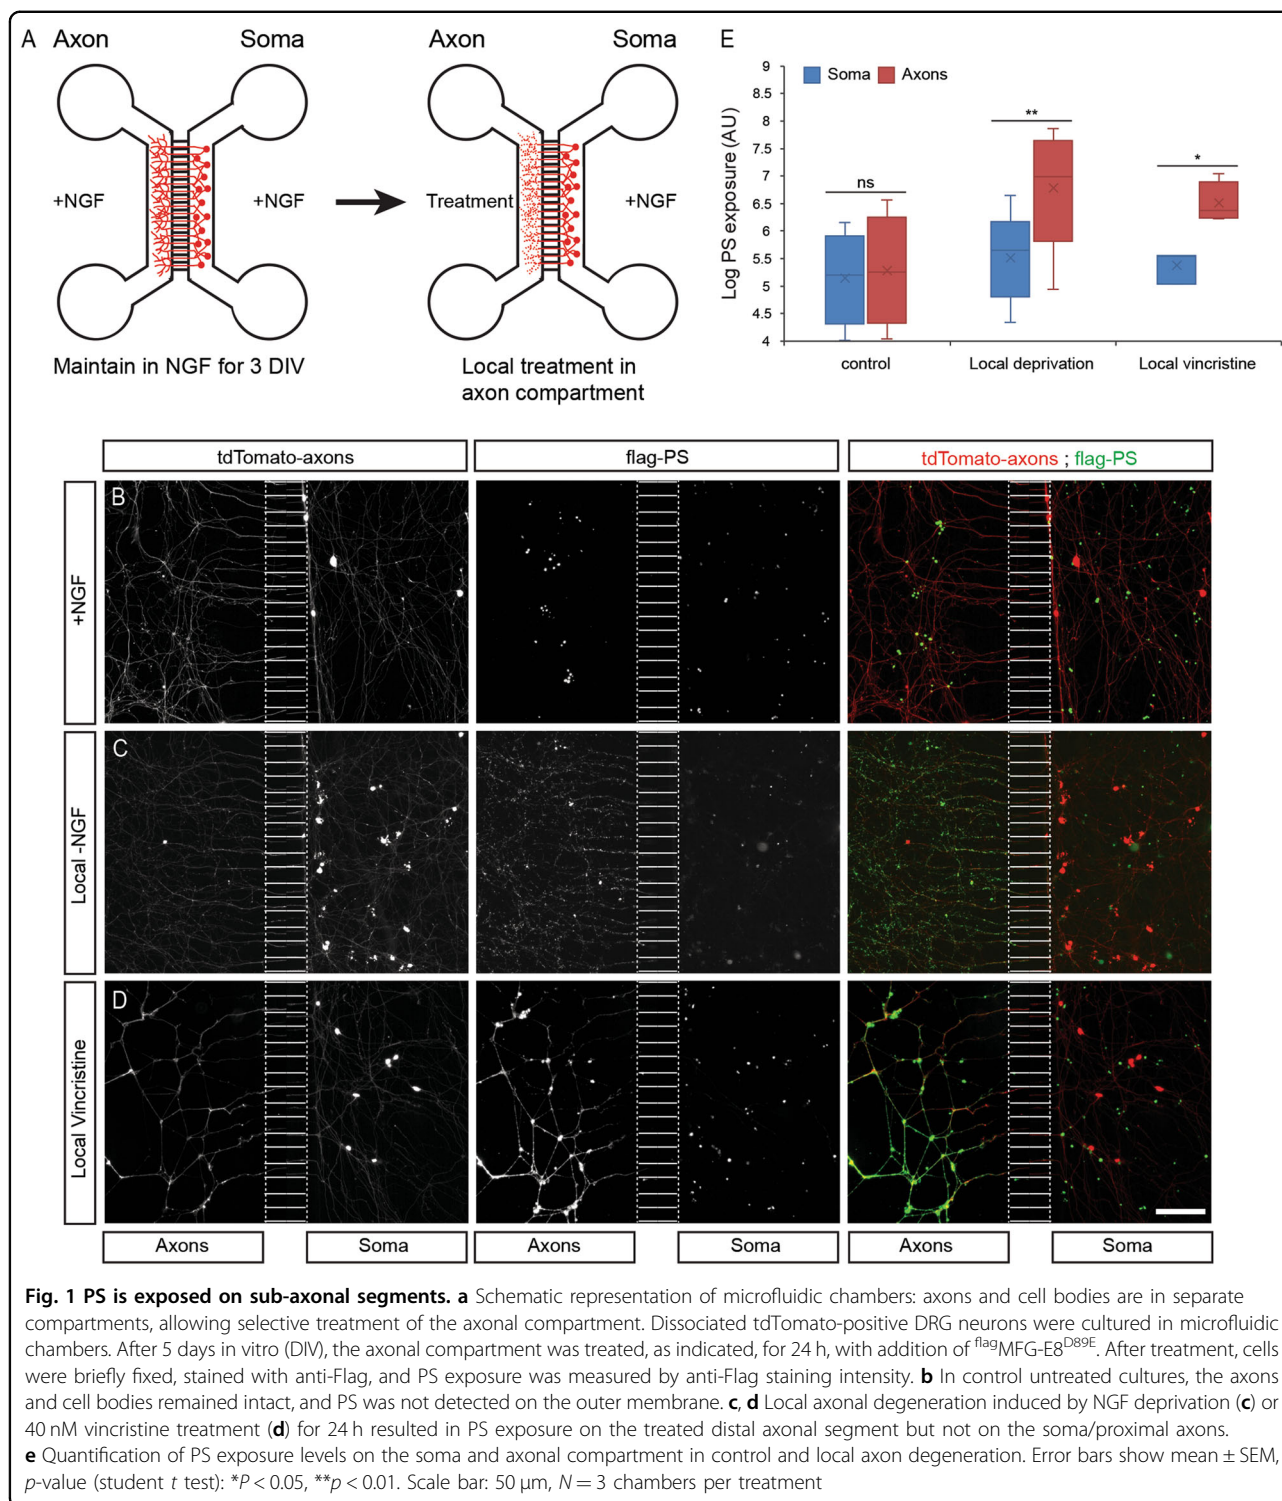 A
Axon Soma
+NGF +NGF
Maintain in NGF for 3 DIV
Axon Soma
Treatment +NGF
Local treatment in
axon compartment
E
Soma Axons
Log PS exposure (AU)
9
8.5
8
7.5
7
6.5
6
5.5
5
4.5
4
ns
**
*
control Local deprivation Local vincristine
tdTomato-axons flag-PS tdTomato-axons ; flag-PS
+NGF
B
Local -NGF
C
Local Vincristine
D
Axons Soma Axons Soma Axons Soma
Fig. 1 PS is exposed on sub-axonal segments. a Schematic representation of microfluidic chambers: axons and cell bodies are in separate
compartments, allowing selective treatment of the axonal compartment. Dissociated tdTomato-positive DRG neurons were cultured in microfluidic
chambers. After 5 days in vitro (DIV), the axonal compartment was treated, as indicated, for 24 h, with addition of flagMFG-E8D89E. After treatment, cells
were briefly fixed, stained with anti-Flag, and PS exposure was measured by anti-Flag staining intensity. b In control untreated cultures, the axons
and cell bodies remained intact, and PS was not detected on the outer membrane. c, d Local axonal degeneration induced by NGF deprivation (c) or
40 nM vincristine treatment (d) for 24 h resulted in PS exposure on the treated distal axonal segment but not on the soma/proximal axons.
e Quantification of PS exposure levels on the soma and axonal compartment in control and local axon degeneration. Error bars show mean ± SEM,
p-value (student t test): *P < 0.05, **p < 0.01. Scale bar: 50 μm, N = 3 chambers per treatment